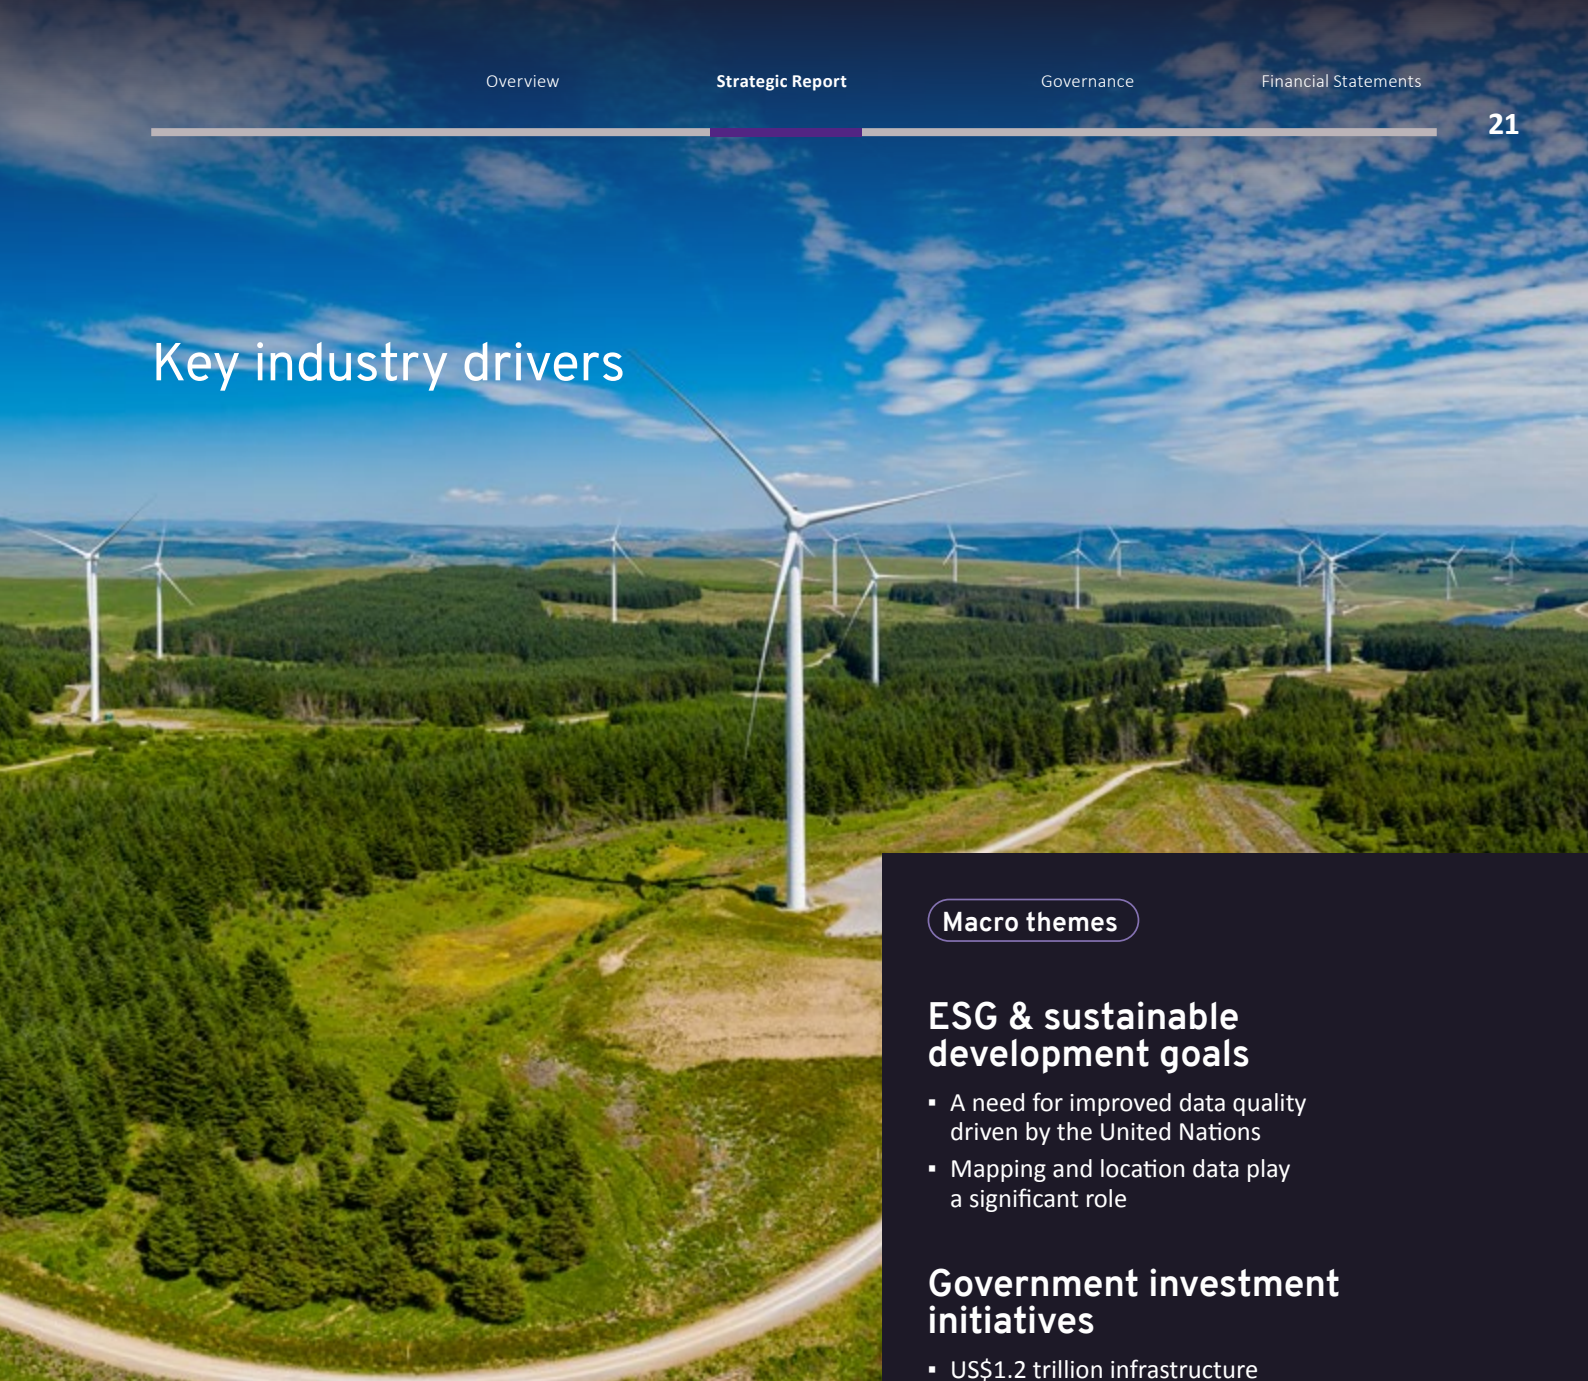 Overview
Strategic Report
Governance
Financial Statements
21
Key industry drivers
Macro themes
ESG & sustainable
development goals
▪ A need for improved data quality
driven by the United Nations
▪ Mapping and location data play
a significant role
Government investment
initiatives
▪ US$1.2 trillion infrastructure